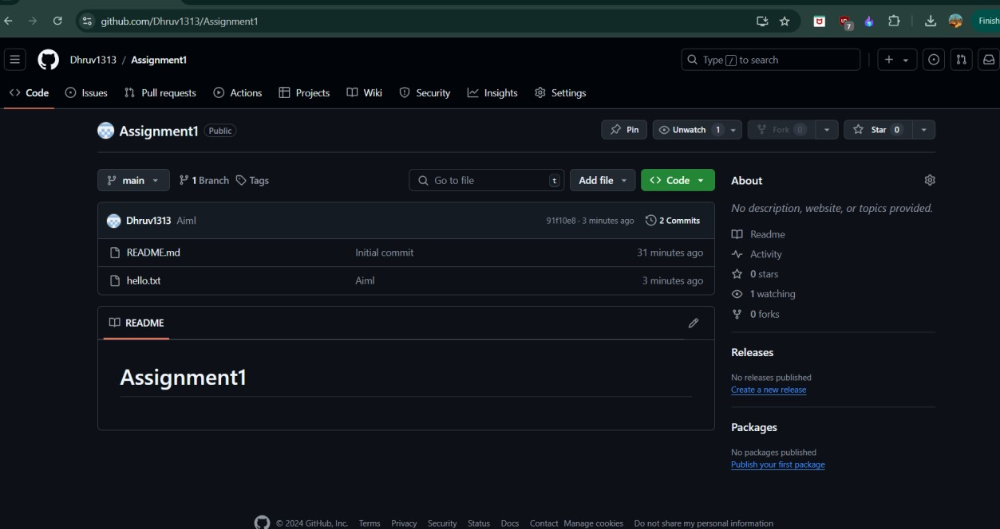 github.com/Dhruv1313/Assignment1
7
Finish
Dhruv1313 / Assignment1
Type / to search
Code Issues Pull requests Actions Projects Wiki Security Insights Settings
Assignment1 Public
Pin Unwatch 1 Fork 0 Star 0
main 1 Branch Tags Go to file t Add file Code
About
No description, website, or topics provided.
Dhruv1313 Aiml 91f10e8 · 3 minutes ago 2 Commits
README.md Initial commit 31 minutes ago
hello.txt Aiml 3 minutes ago
Readme
Activity
0 stars
1 watching
0 forks
README
Assignment1
Releases
No releases published
Create a new release
Packages
No packages published
Publish your first package
© 2024 GitHub, Inc. Terms Privacy Security Status Docs Contact Manage cookies Do not share my personal information